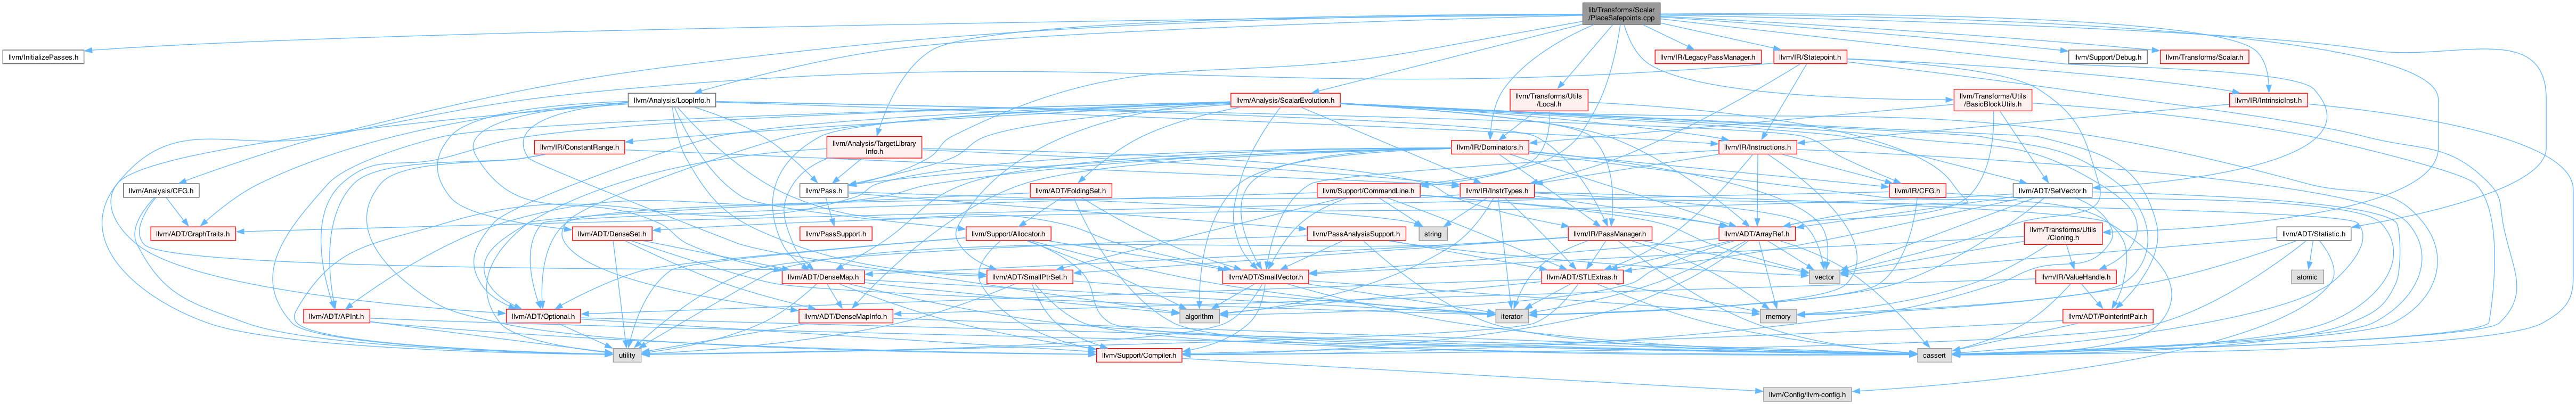 lib/Transforms/Scalar
/PlaceSafepoints.cpp
llvm/InitializePasses.h
llvm/IR/LegacyPassManager.h
llvm/IR/Statepoint.h
llvm/Support/Debug.h
llvm/Transforms/Scalar.h
llvm/Analysis/LoopInfo.h
llvm/Analysis/ScalarEvolution.h
llvm/Transforms/Utils
/Local.h
llvm/Transforms/Utils
/BasicBlockUtils.h
llvm/IR/IntrinsicInst.h
llvm/IR/ConstantRange.h
llvm/Analysis/TargetLibrary
Info.h
llvm/IR/Dominators.h
llvm/IR/Instructions.h
llvm/Analysis/CFG.h
llvm/Pass.h
llvm/ADT/FoldingSet.h
llvm/Support/CommandLine.h
llvm/IR/InstrTypes.h
llvm/IR/CFG.h
llvm/ADT/SetVector.h
llvm/ADT/GraphTraits.h
llvm/ADT/DenseSet.h
llvm/PassSupport.h
llvm/Support/Allocator.h
llvm/PassAnalysisSupport.h
string
llvm/IR/PassManager.h
llvm/ADT/ArrayRef.h
llvm/Transforms/Utils
/Cloning.h
llvm/ADT/Statistic.h
llvm/ADT/DenseMap.h
llvm/ADT/SmallPtrSet.h
llvm/ADT/SmallVector.h
llvm/ADT/STLExtras.h
vector
llvm/IR/ValueHandle.h
atomic
llvm/ADT/APInt.h
llvm/ADT/Optional.h
llvm/ADT/DenseMapInfo.h
algorithm
iterator
memory
llvm/ADT/PointerIntPair.h
utility
llvm/Support/Compiler.h
cassert
llvm/Config/llvm-config.h